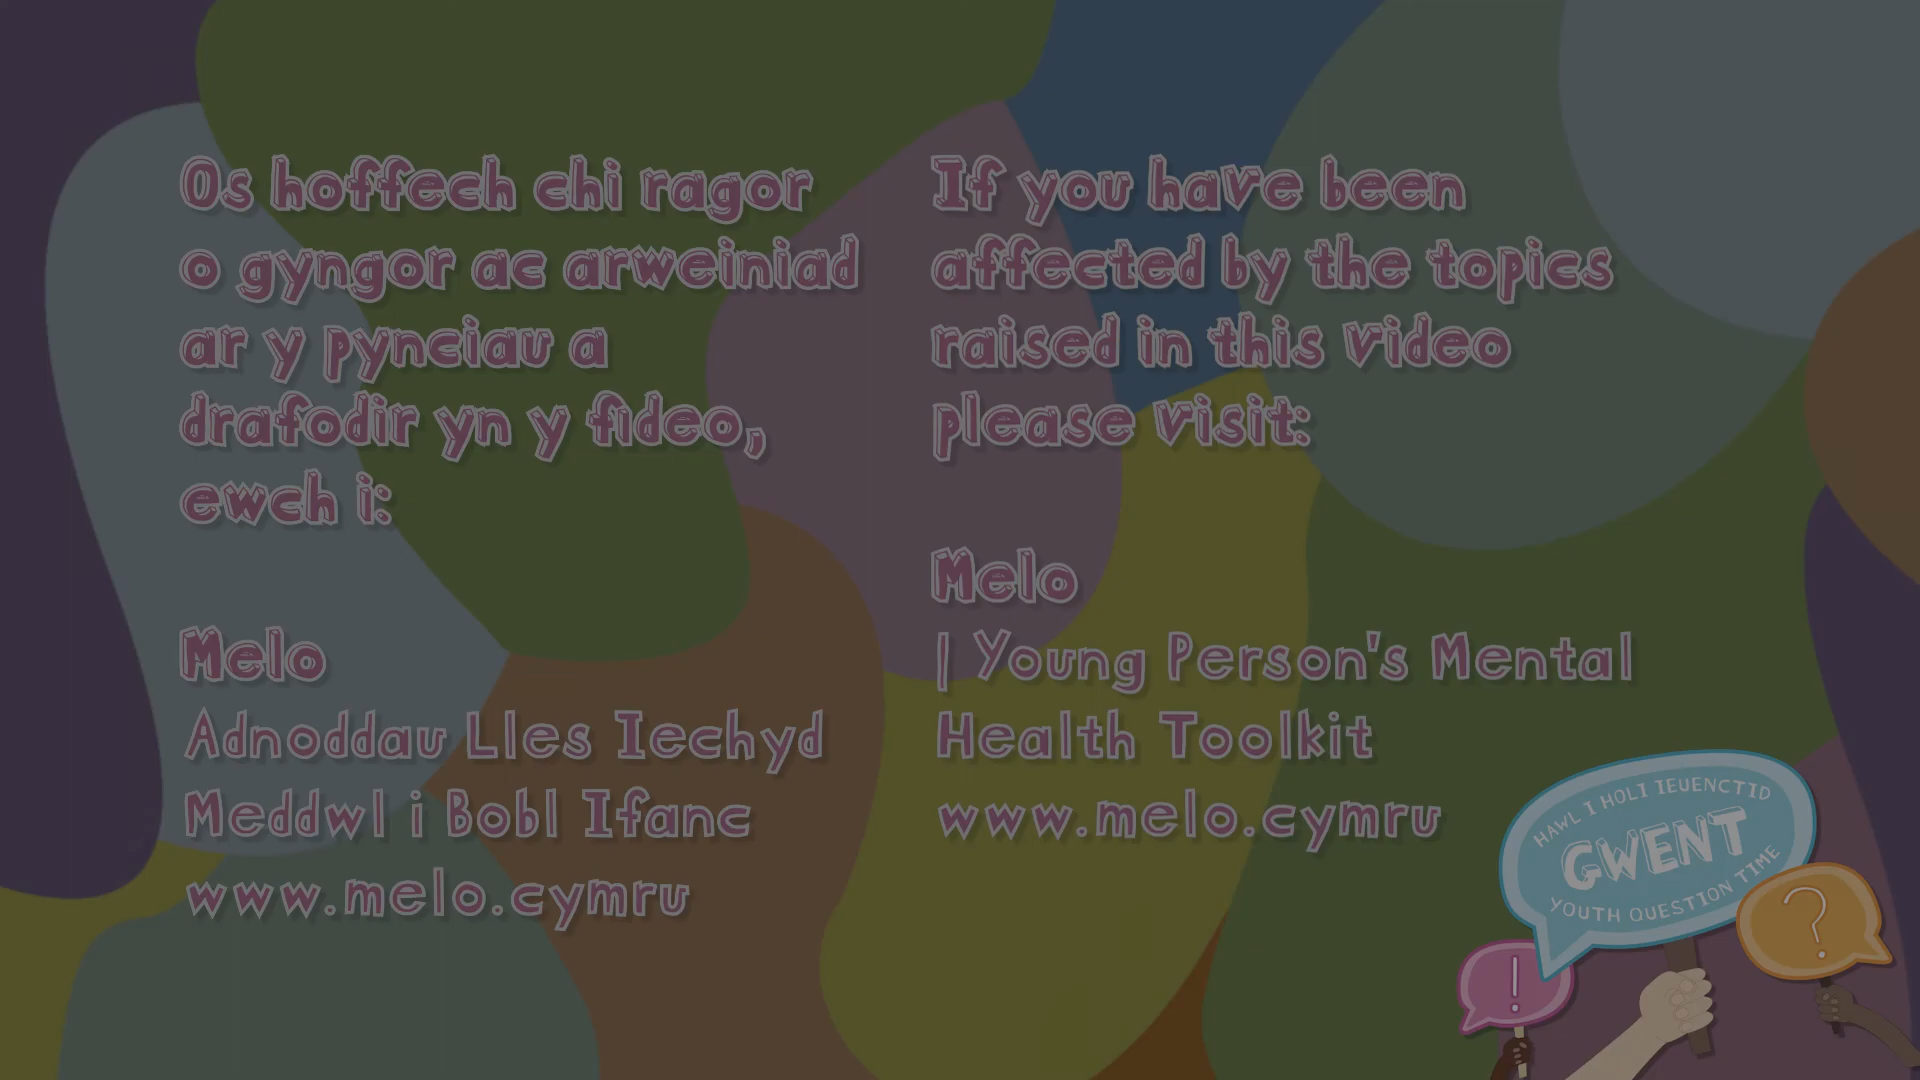 Os hoffech chi ragor
o gyngor ac arweiniad
ar y pynciau a
drafodir yn y fideo,
ewch i:
Melo
Adnoddau Lles Iechyd
Meddwl i Bobl Ifanc
www.melo.cymru
If you have been
affected by the topics
raised in this video
please visit:
Melo
| Young Person's Mental
Health Toolkit
www.melo.cymru
HAWL I HOLI IEUENCTID
GWENT
YOUTH QUESTION TIME
!
?